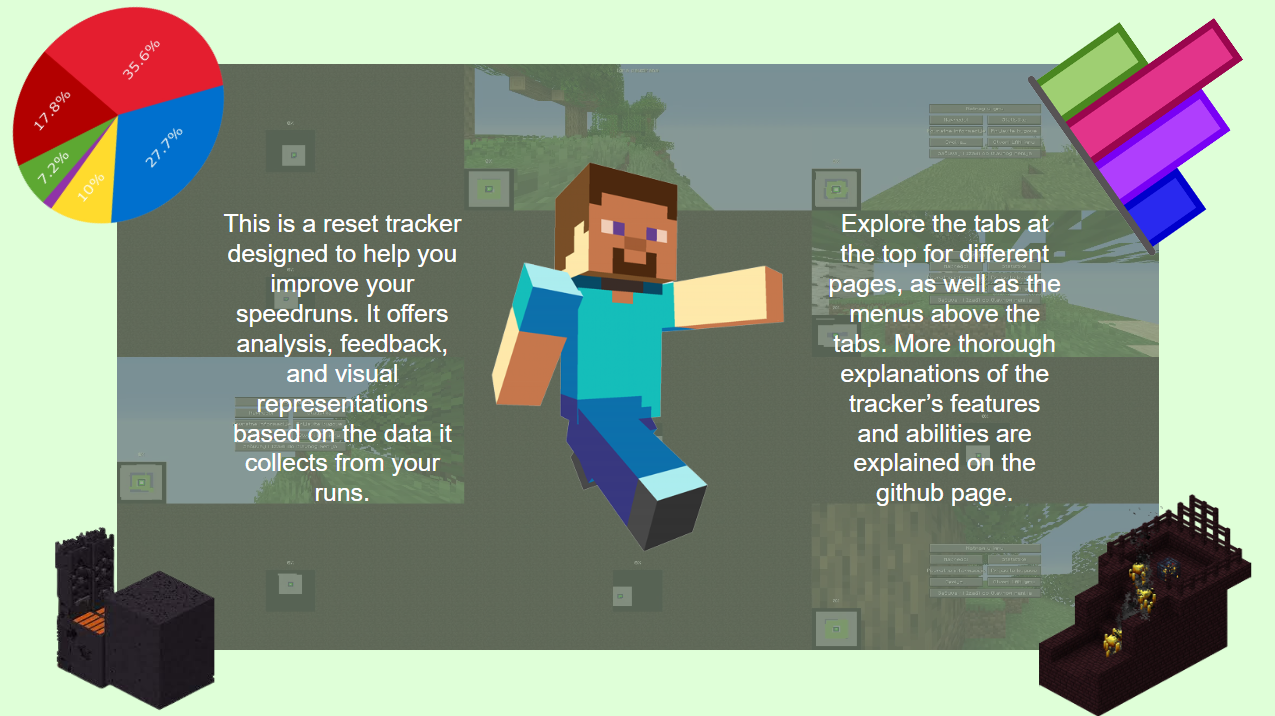 35.6%
17.8%
27.7%
7.2%
10%
This is a reset tracker
designed to help you
improve your
speedruns. It offers
analysis, feedback,
and visual
representations
based on the data it
collects from your
runs.
Explore the tabs at
the top for different
pages, as well as the
menus above the
tabs. More thorough
explanations of the
tracker’s features
and abilities are
explained on the
github page.